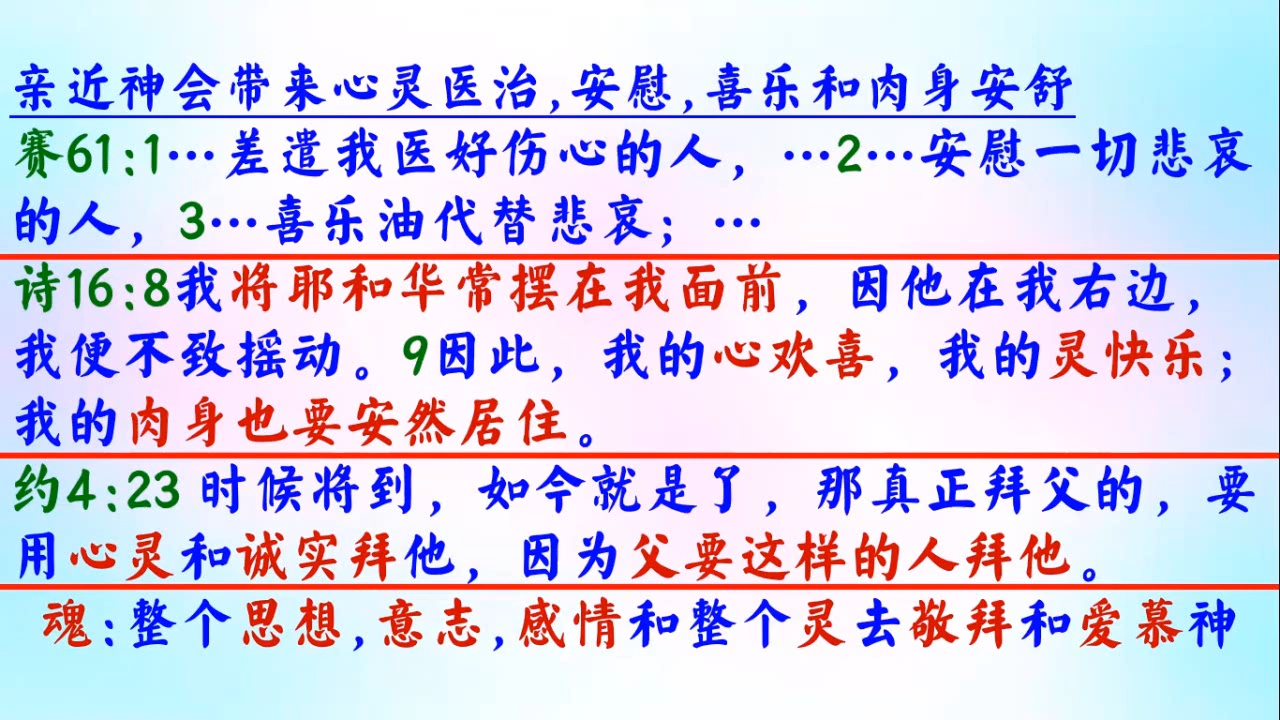 亲近神会带来心灵医治,安慰,喜乐和肉身安舒
赛61:1…差遣我医好伤心的人，…2…安慰一切悲哀
的人，3…喜乐油代替悲哀；…
诗16:8我将耶和华常摆在我面前，因他在我右边，
我便不致摇动。9因此，我的心欢喜，我的灵快乐；
我的肉身也要安然居住。
约4:23 时候将到，如今就是了，那真正拜父的，要
用心灵和诚实拜他，因为父要这样的人拜他。
魂:整个思想,意志,感情和整个灵去敬拜和爱慕神